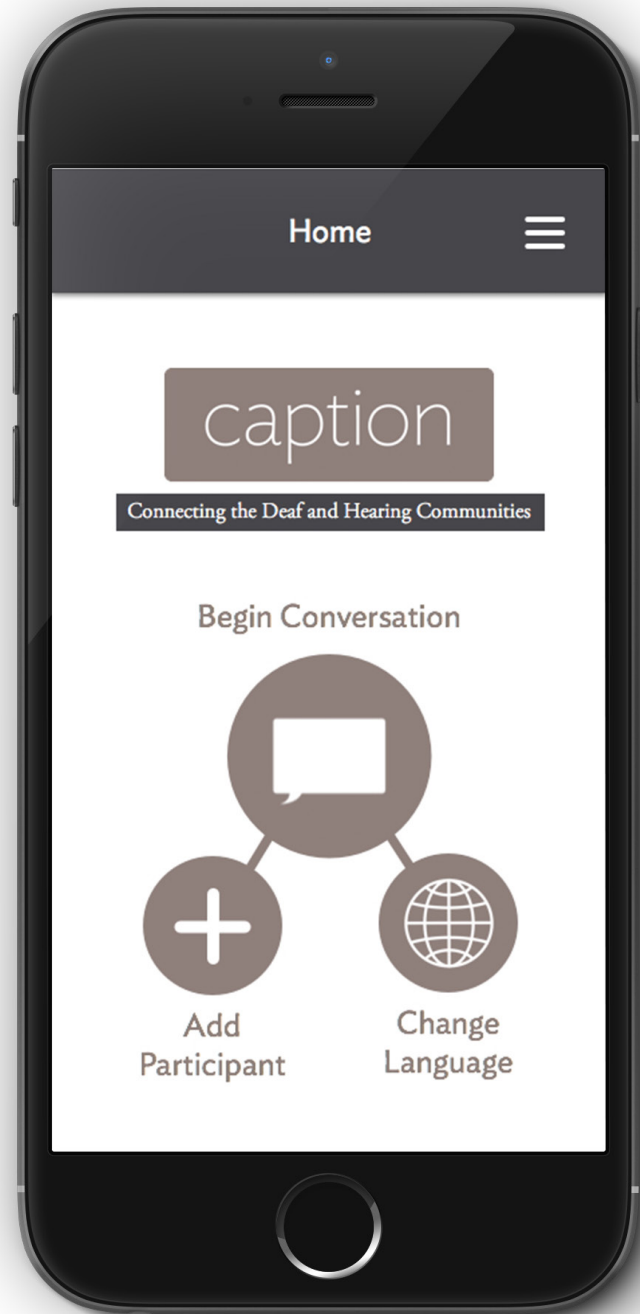 Home
caption
Connecting the Deaf and Hearing Communities
Begin Conversation
Add
Participant
Change
Language